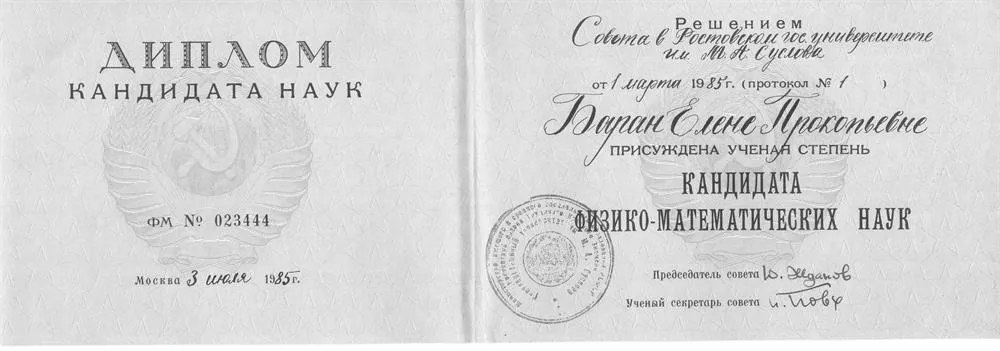 ДИПЛОМ
КАНДИДАТА НАУК
ФМ № 023444
Москва 3 июля 1985г.
Решением
Совета в Ростовском гос. университете
им. М. А. Суслова
от 1 марта 1985г. (протокол № 1 )
Баран Елене Прокопьевне
ПРИСУЖДЕНА УЧЕНАЯ СТЕПЕНЬ
КАНДИДАТА
ФИЗИКО-МАТЕМАТИЧЕСКИХ НАУК
Председатель совета Ю. Жданов
Ученый секретарь совета